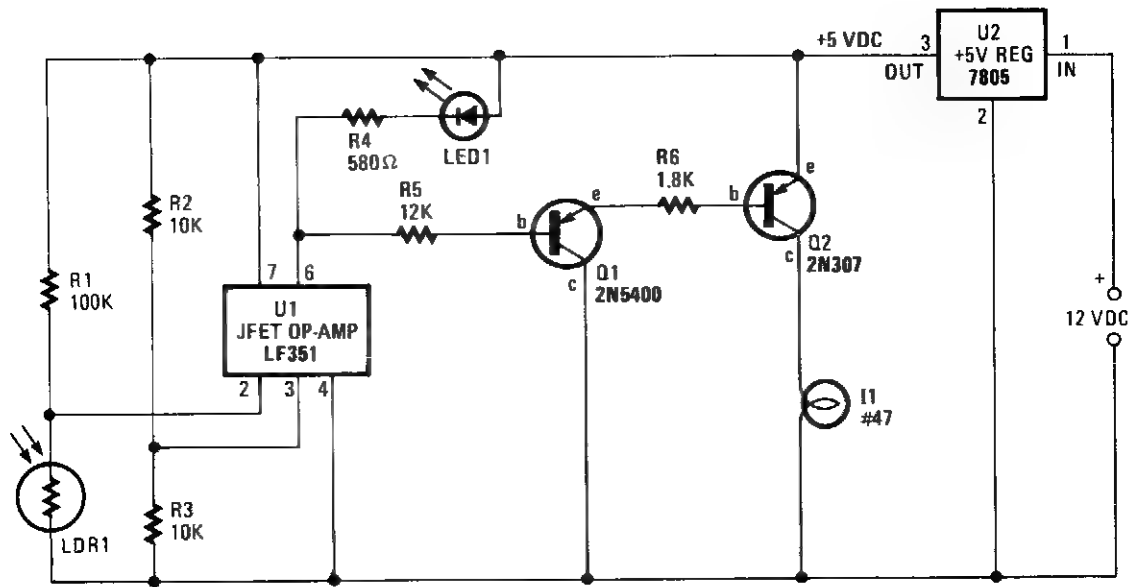 +5 VDC
3
OUT
U2
+5V REG
7805
1
IN
2
R4
580Ω
LED1
R2
10K
R5
12K
b
e
c
Q1
2N5400
R6
1.8K
b
e
c
Q2
2N307
R1
100K
7
6
U1
JFET OP-AMP
LF351
2
3
4
+
12 VDC
I1
#47
LDR1
R3
10K